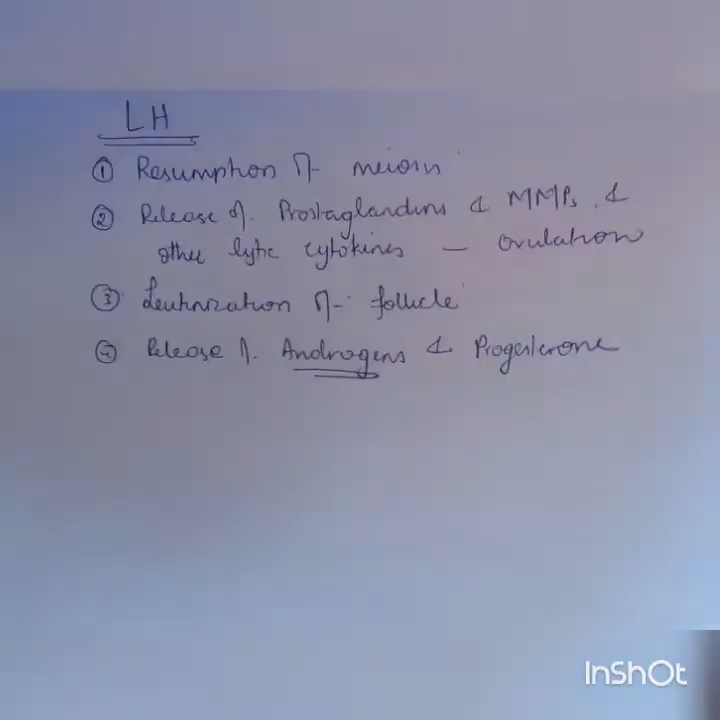 LH
① Resumption of meiosis
② Release of Prostaglandins & MMPs &
other lytic cytokines — ovulation
③ Leutinization of follicle
④ Release of Androgens & Progesterone
InShOt